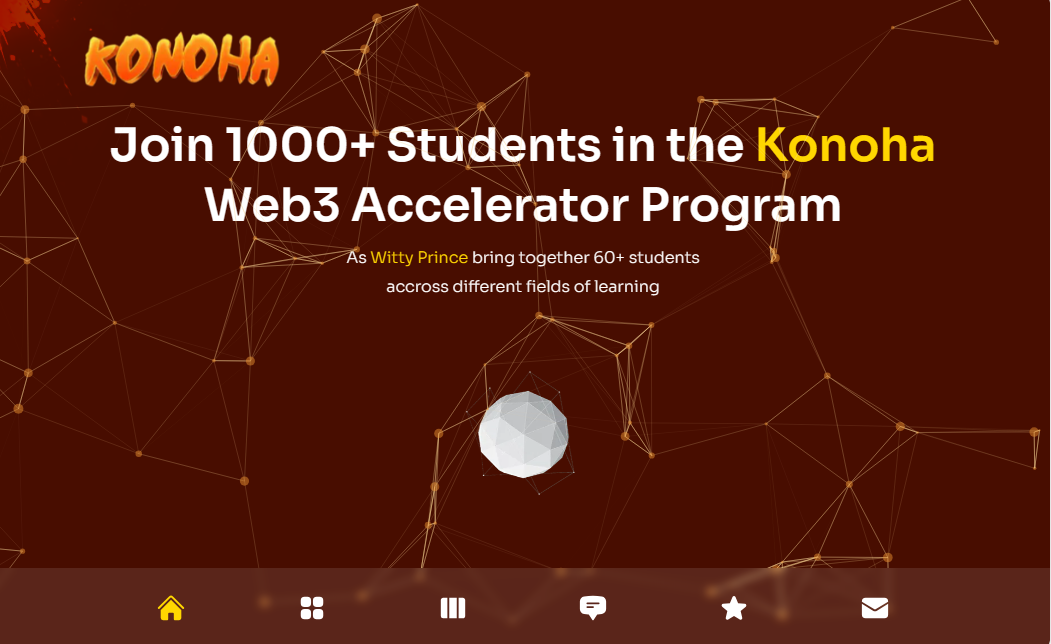 KONOHA
Join 1000+ Students in the Konoha
Web3 Accelerator Program
As Witty Prince bring together 60+ students
accross different fields of learning